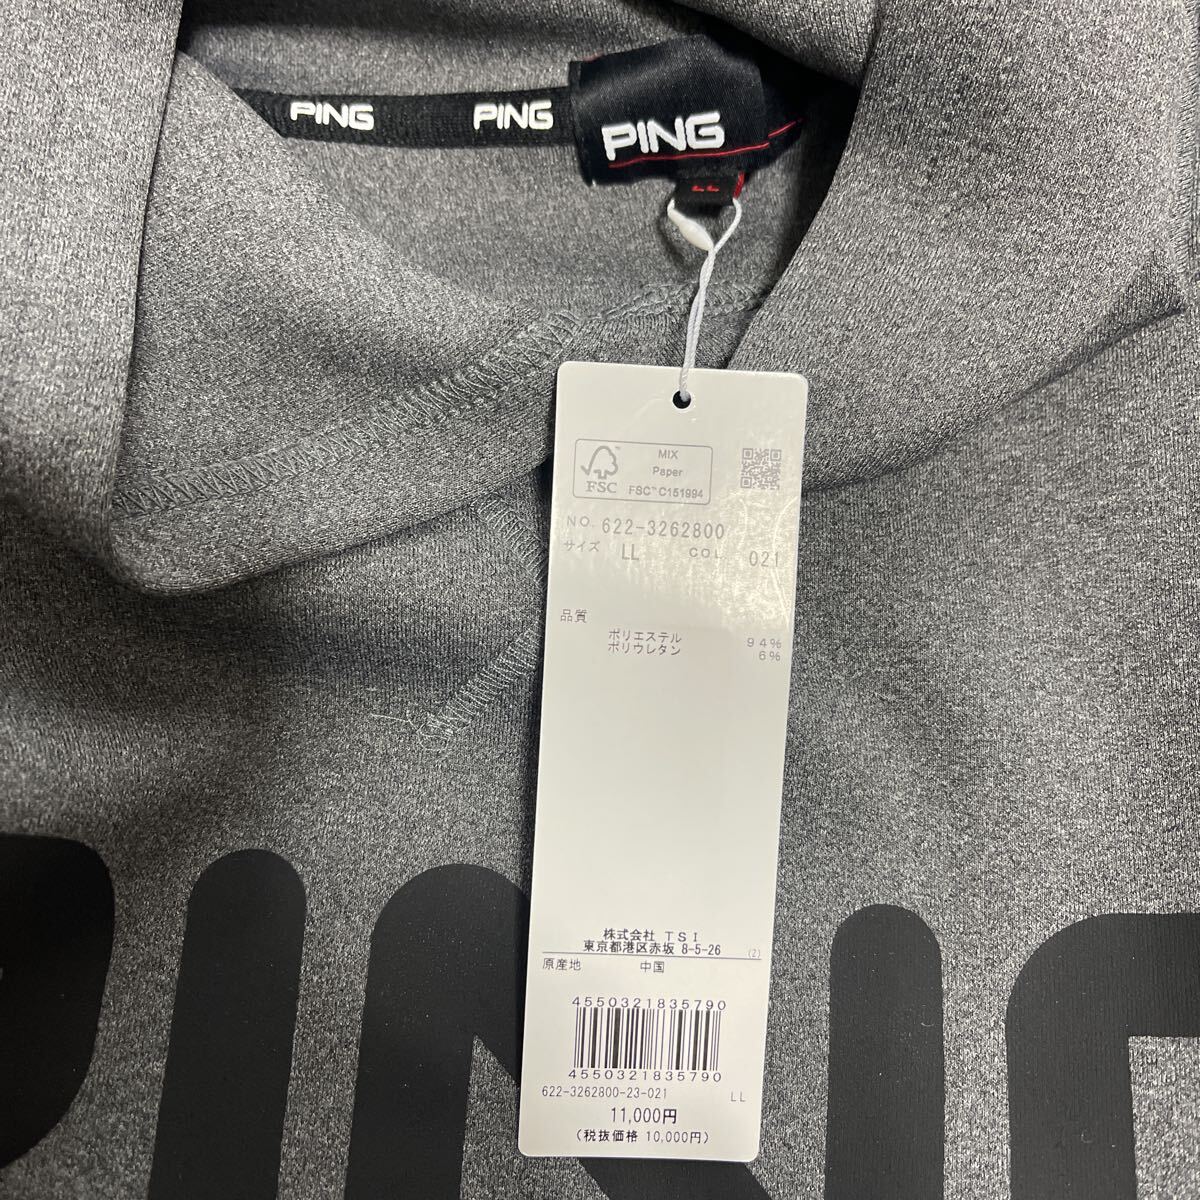 PING PING
PING
LL
MIX
Paper
FSC
FSC™ C151994
NO. 622-3262800
サイズ LL COL 021
品質
ポリエステル 94%
ポリウレタン 6%
株式会社 TSI
東京都港区赤坂 8-5-26 (2)
原産地 中国
4550321835790
4550321835790
622-3262800-23-021 LL
11,000円
(税抜価格 10,000円)
PING